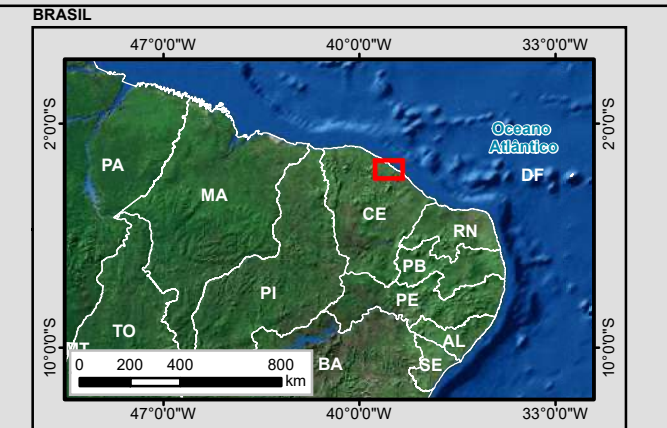 BRASIL
47°0'0"W 40°0'0"W 33°0'0"W
2°0'0"S 2°0'0"S
Oceano
Atlântico
PA
DF
MA
CE
RN
PB
PI
PE
TO
AL
MT
10°0'0"S 10°0'0"S
BA
SE
0 200 400 800
km
47°0'0"W 40°0'0"W 33°0'0"W